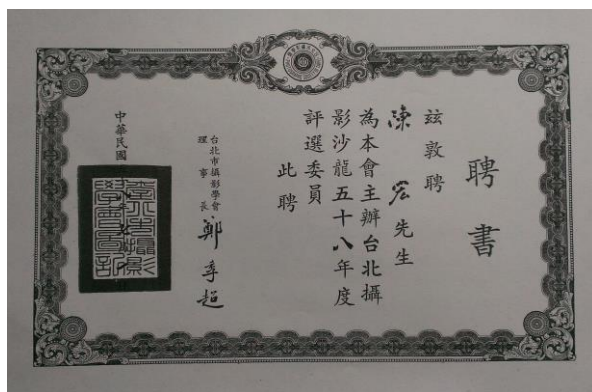 聘書
茲敦聘
陳宏先生
為本會主辦台北攝
影沙龍五十八年度
評選委員
此聘
台北市攝影學會
理事長鄭季超
中華民國